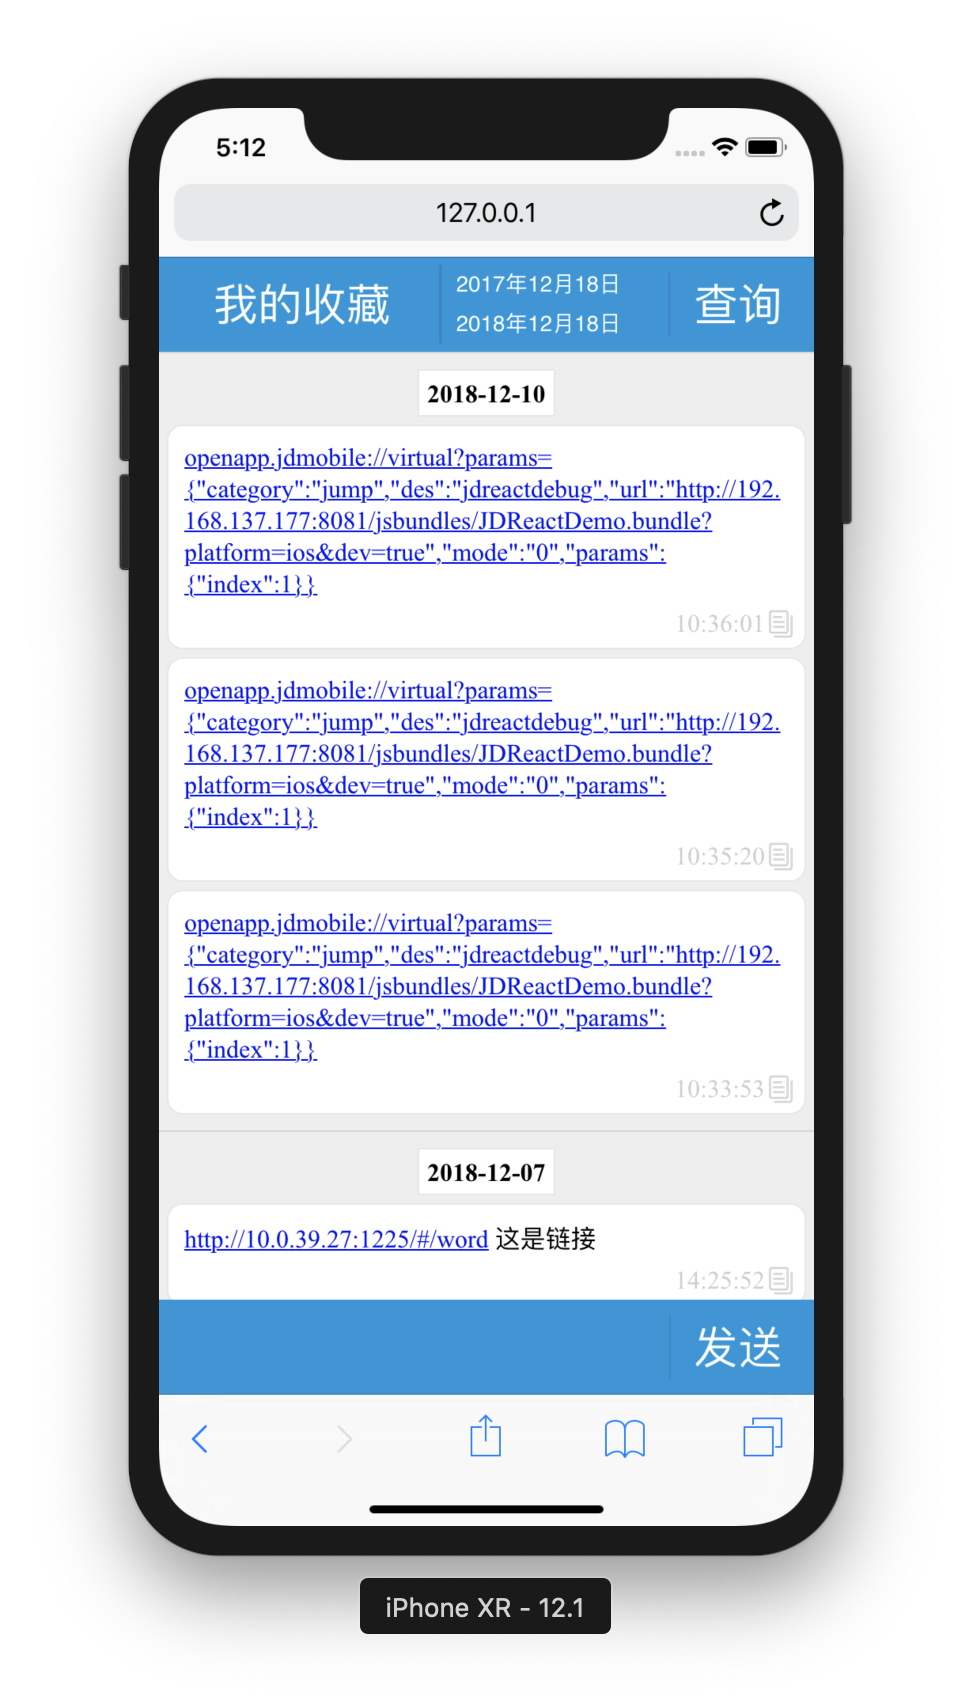 5:12
127.0.0.1
我的收藏
2017年12月18日
2018年12月18日
查询
2018-12-10
openapp.jdmobile://virtual?params=
{"category":"jump","des":"jdreactdebug","url":"http://192.
168.137.177:8081/jsbundles/JDReactDemo.bundle?
platform=ios&dev=true","mode":"0","params":
{"index":1}}
10:36:01
openapp.jdmobile://virtual?params=
{"category":"jump","des":"jdreactdebug","url":"http://192.
168.137.177:8081/jsbundles/JDReactDemo.bundle?
platform=ios&dev=true","mode":"0","params":
{"index":1}}
10:35:20
openapp.jdmobile://virtual?params=
{"category":"jump","des":"jdreactdebug","url":"http://192.
168.137.177:8081/jsbundles/JDReactDemo.bundle?
platform=ios&dev=true","mode":"0","params":
{"index":1}}
10:33:53
2018-12-07
http://10.0.39.27:1225/#/word 这是链接
14:25:52
发送
iPhone XR - 12.1